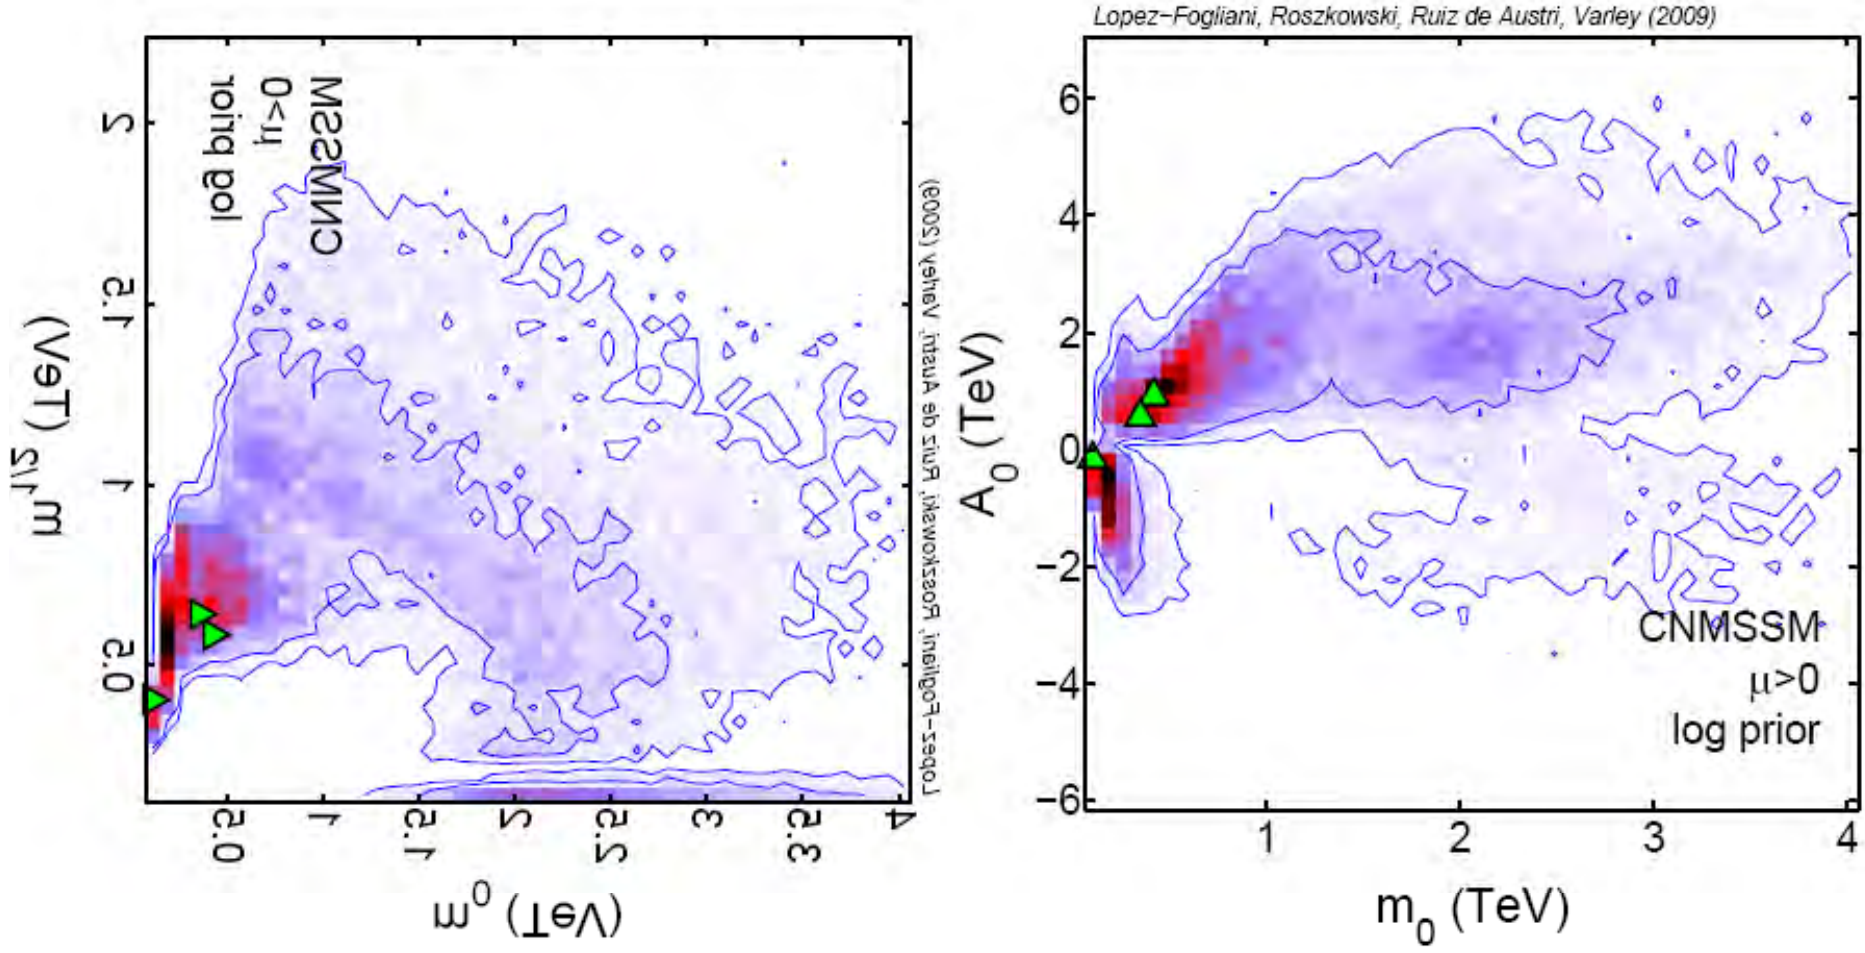 CNMSSM
μ>0
log prior
2
1.5
1
0.5
m1/2 (TeV)
0.5
1
1.5
2
2.5
3
3.5
4
m0 (TeV)
Lopez-Fogliani, Roszkowski, Ruiz de Austri, Varley (2009)
Lopez-Fogliani, Roszkowski, Ruiz de Austri, Varley (2009)
6
4
2
0
−2
−4
−6
A0 (TeV)
CNMSSM
μ>0
log prior
1
2
3
4
m0 (TeV)